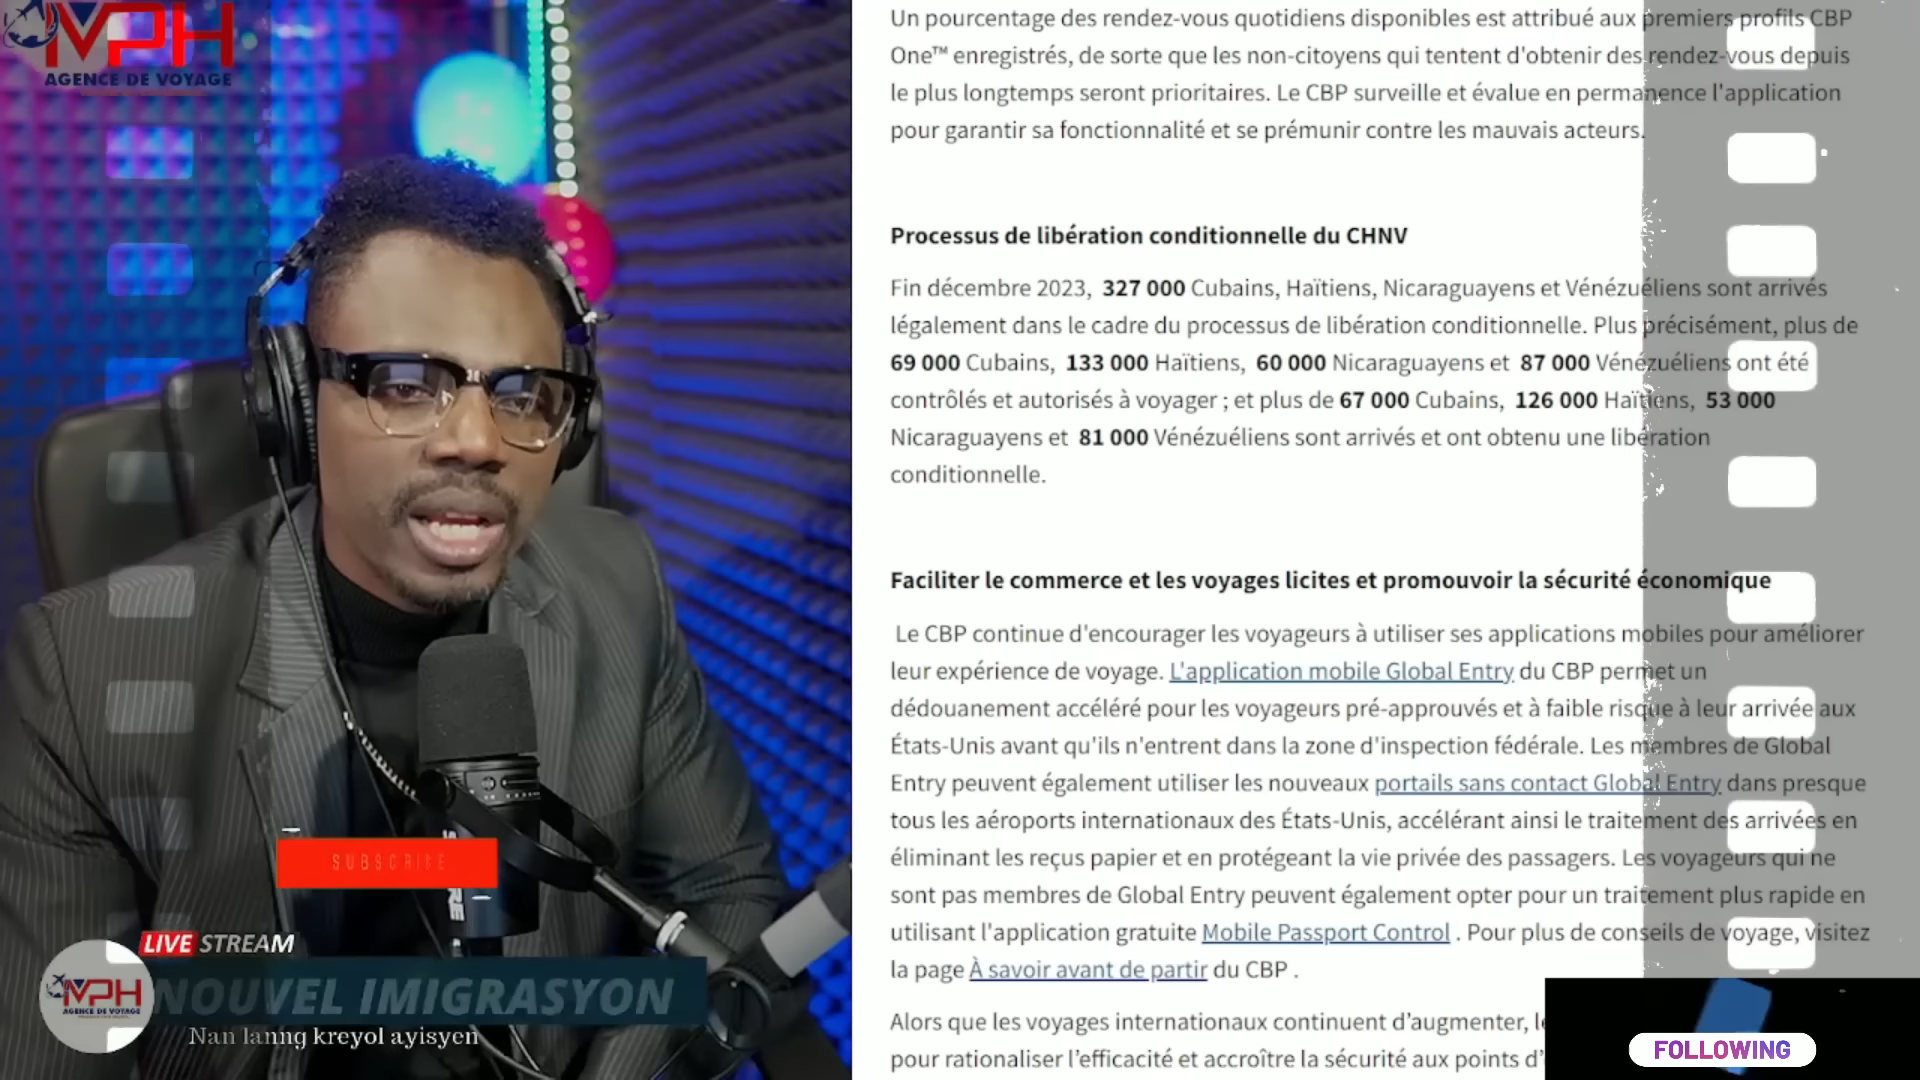 MPH
AGENCE DE VOYAGE
Un pourcentage des rendez-vous quotidiens disponibles est attribué aux premiers profils CBP
One™ enregistrés, de sorte que les non-citoyens qui tentent d'obtenir des rendez-vous depuis
le plus longtemps seront prioritaires. Le CBP surveille et évalue en permanence l'application
pour garantir sa fonctionnalité et se prémunir contre les mauvais acteurs.
Processus de libération conditionnelle du CHNV
Fin décembre 2023, 327 000 Cubains, Haïtiens, Nicaraguayens et Vénézuéliens sont arrivés
légalement dans le cadre du processus de libération conditionnelle. Plus précisément, plus de
69 000 Cubains, 133 000 Haïtiens, 60 000 Nicaraguayens et 87 000 Vénézuéliens ont été
contrôlés et autorisés à voyager ; et plus de 67 000 Cubains, 126 000 Haïtiens, 53 000
Nicaraguayens et 81 000 Vénézuéliens sont arrivés et ont obtenu une libération
conditionnelle.
Faciliter le commerce et les voyages licites et promouvoir la sécurité économique
Le CBP continue d'encourager les voyageurs à utiliser ses applications mobiles pour améliorer
leur expérience de voyage. L'application mobile Global Entry du CBP permet un
dédouanement accéléré pour les voyageurs pré-approuvés et à faible risque à leur arrivée aux
États-Unis avant qu'ils n'entrent dans la zone d'inspection fédérale. Les membres de Global
Entry peuvent également utiliser les nouveaux portails sans contact Global Entry dans presque
tous les aéroports internationaux des États-Unis, accélérant ainsi le traitement des arrivées en
éliminant les reçus papier et en protégeant la vie privée des passagers. Les voyageurs qui ne
sont pas membres de Global Entry peuvent également opter pour un traitement plus rapide en
utilisant l'application gratuite Mobile Passport Control . Pour plus de conseils de voyage, visitez
la page À savoir avant de partir du CBP .
Alors que les voyages internationaux continuent d'augmenter,
pour rationaliser l'efficacité et accroître la sécurité aux points
SUBSCRIBE
LIVE STREAM
MPH
AGENCE DE VOYAGE
NOUVEL IMIGRASYON
Nan lanng kreyol ayisyen
FOLLOWING